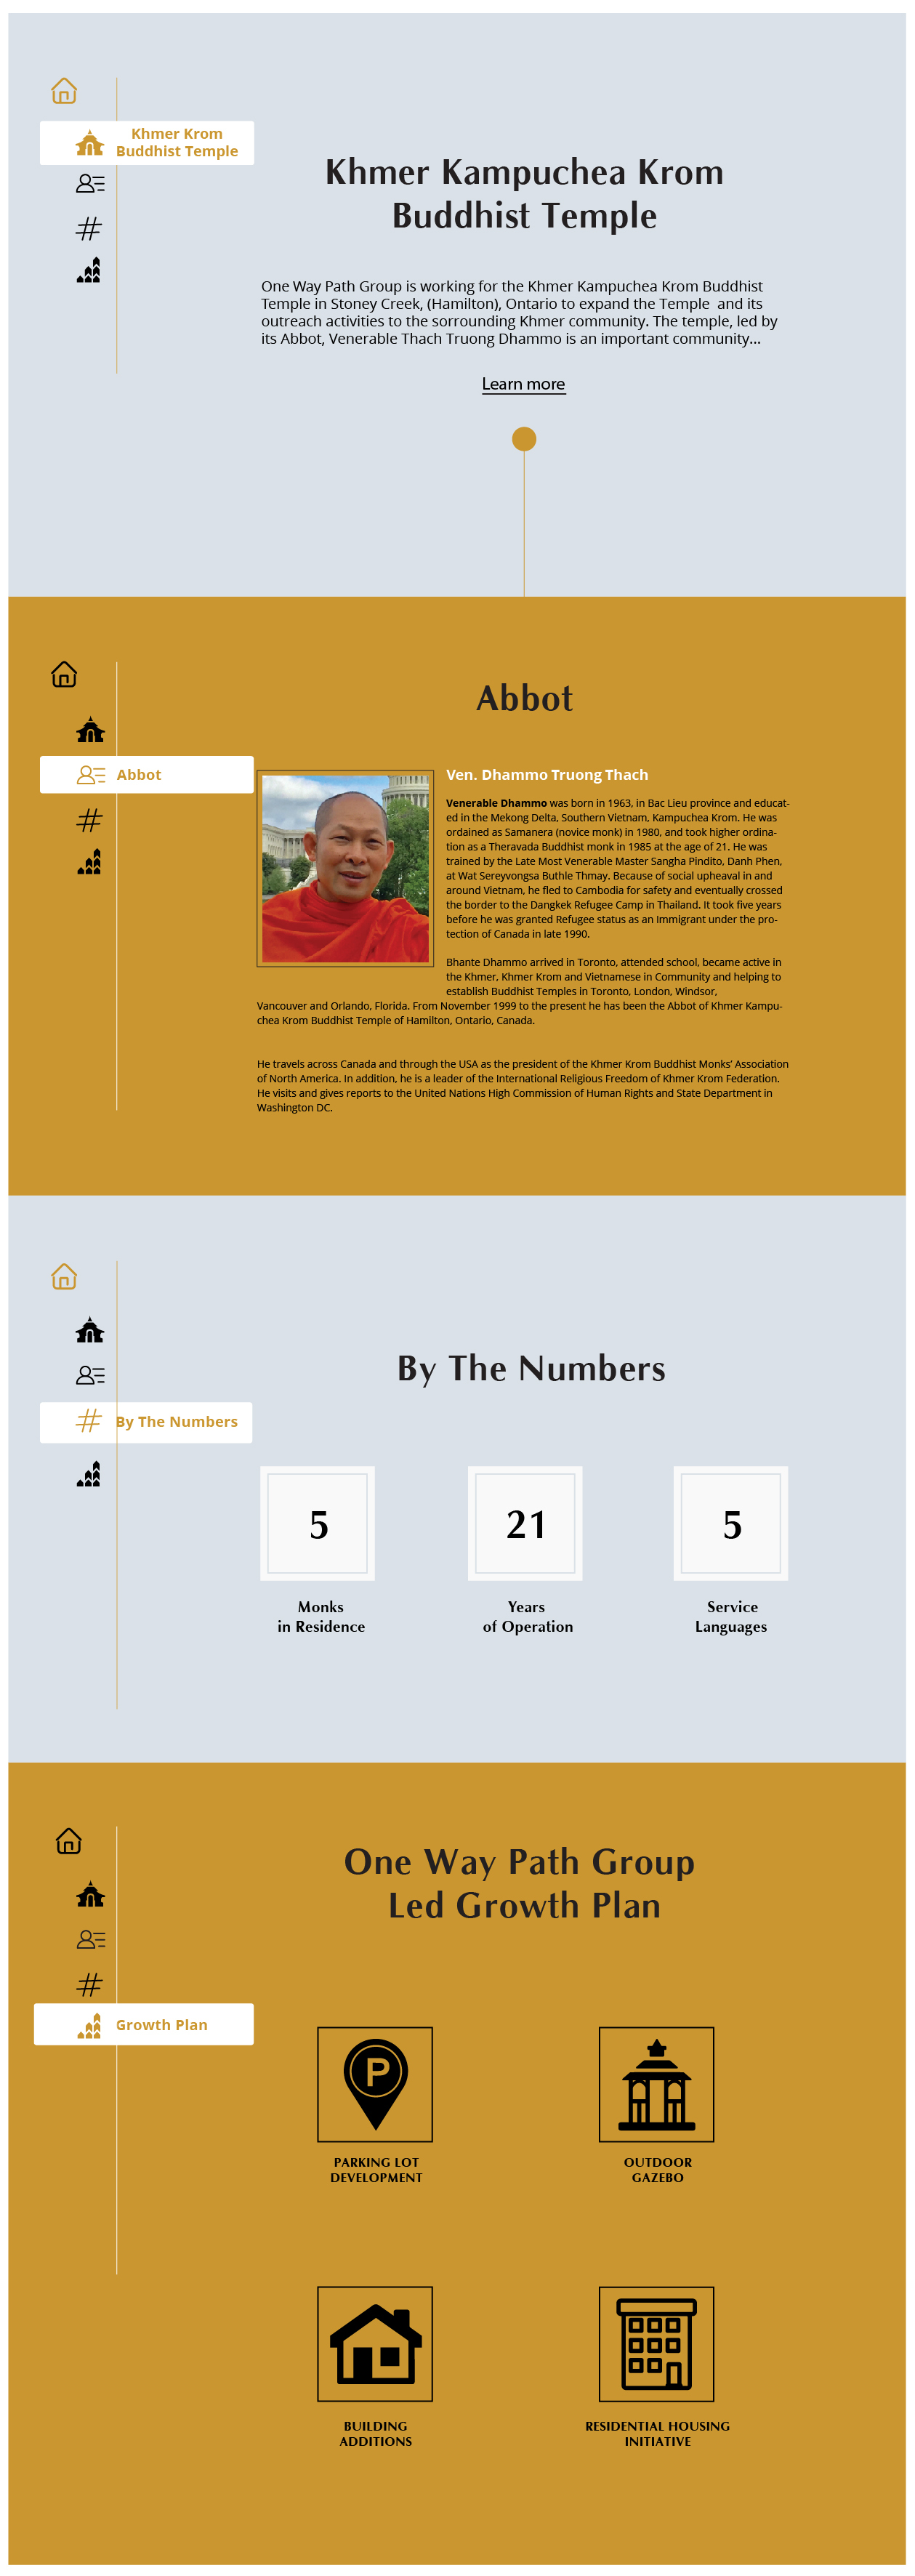 Khmer Krom
Buddhist Temple
Khmer Kampuchea Krom
Buddhist Temple
One Way Path Group is working for the Khmer Kampuchea Krom Buddhist
Temple in Stoney Creek, (Hamilton), Ontario to expand the Temple and its
outreach activities to the sorrounding Khmer community. The temple, led by
its Abbot, Venerable Thach Truong Dhammo is an important community...
Learn more
Abbot
Abbot
Ven. Dhammo Truong Thach
Venerable Dhammo was born in 1963, in Bac Lieu province and educat-
ed in the Mekong Delta, Southern Vietnam, Kampuchea Krom. He was
ordained as Samanera (novice monk) in 1980, and took higher ordina-
tion as a Theravada Buddhist monk in 1985 at the age of 21. He was
trained by the Late Most Venerable Master Sangha Pindito, Danh Phen,
at Wat Sereyvongsa Buthle Thmay. Because of social upheaval in and
around Vietnam, he fled to Cambodia for safety and eventually crossed
the border to the Dangkek Refugee Camp in Thailand. It took five years
before he was granted Refugee status as an Immigrant under the pro-
tection of Canada in late 1990.
Bhante Dhammo arrived in Toronto, attended school, became active in
the Khmer, Khmer Krom and Vietnamese in Community and helping to
establish Buddhist Temples in Toronto, London, Windsor,
Vancouver and Orlando, Florida. From November 1999 to the present he has been the Abbot of Khmer Kampu-
chea Krom Buddhist Temple of Hamilton, Ontario, Canada.
He travels across Canada and through the USA as the president of the Khmer Krom Buddhist Monks' Association
of North America. In addition, he is a leader of the International Religious Freedom of Khmer Krom Federation.
He visits and gives reports to the United Nations High Commission of Human Rights and State Department in
Washington DC.
By The Numbers
By The Numbers
5
Monks
in Residence
21
Years
of Operation
5
Service
Languages
One Way Path Group
Led Growth Plan
Growth Plan
P
PARKING LOT
DEVELOPMENT
OUTDOOR
GAZEBO
BUILDING
ADDITIONS
RESIDENTIAL HOUSING
INITIATIVE